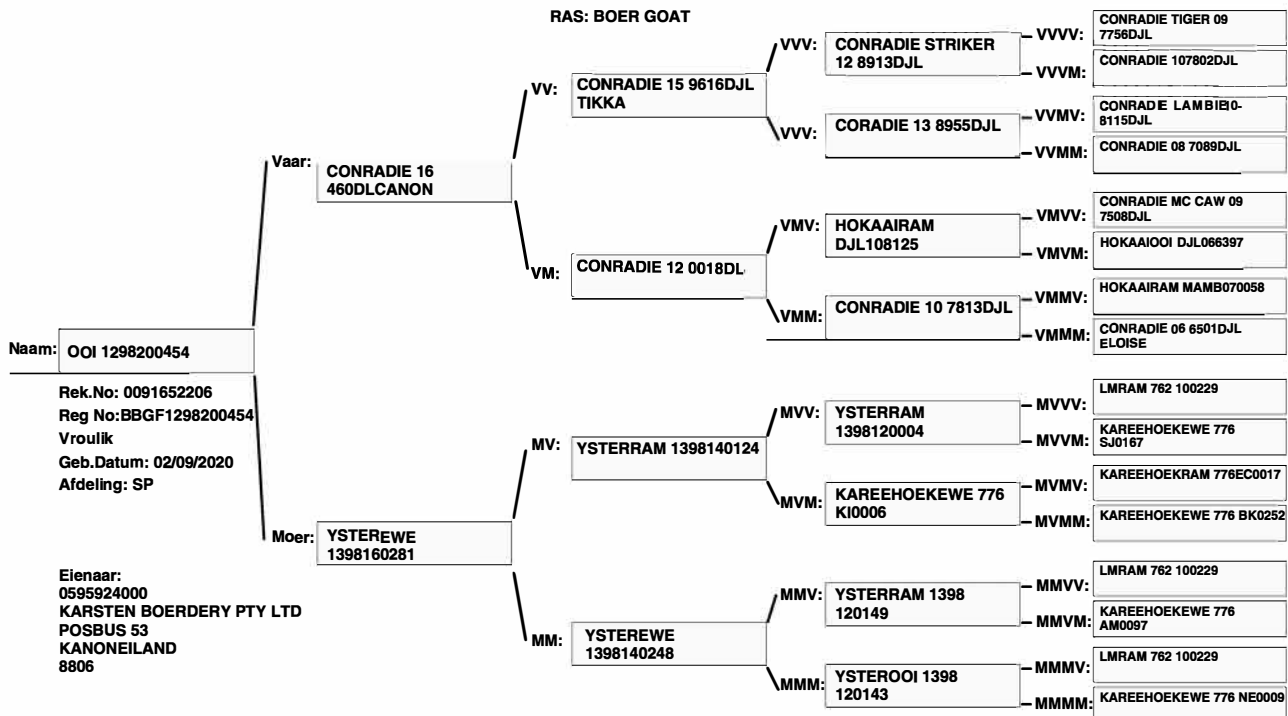 RAS: BOER GOAT
Naam:
OOI 1298200454
Rek.No: 0091652206
Reg No:BBGF1298200454
Vroulik
Geb.Datum: 02/09/2020
Afdeling: SP
Eienaar:
0595924000
KARSTEN BOERDERY PTY LTD
POSBUS 53
KANONEILAND
8806
Vaar:
CONRADIE 16
460DLCANON
Moer:
YSTEREWE
1398160281
VV:
CONRADIE 15 9616DJL
TIKKA
VM:
CONRADIE 12 0018DL
MV:
YSTERRAM 1398140124
MM:
YSTEREWE
1398140248
VVV:
CONRADIE STRIKER
12 8913DJL
VVV:
CORADIE 13 8955DJL
VMV:
HOKAAIRAM
DJL108125
VMM:
CONRADIE 10 7813DJL
MVV:
YSTERRAM
1398120004
MVM:
KAREEHOEKEWE 776
KI0006
MMV:
YSTERRAM 1398
120149
MMM:
YSTEROOI 1398
120143
VVVV:
CONRADIE TIGER 09
7756DJL
VVVM:
CONRADIE 107802DJL
VVMV:
CONRADIE
8115DJL
VVMM:
CONRADIE 08 7089DJL
VMVV:
CONRADIE MC CAW 09
7508DJL
VMVM:
HOKAAIOOI DJL066397
VMMV:
HOKAAIRAM MAMB070058
VMMM:
CONRADIE 06 6501DJL
ELOISE
MVVV:
LMRAM 762 100229
MVVM:
KAREEHOEKEWE 776
SJ0167
MVMV:
KAREEHOEKRAM 776EC0017
MVMM:
KAREEHOEKEWE 776 BK0252
MMVV:
LMRAM 762 100229
MMVM:
KAREEHOEKEWE 776
AM0097
MMMV:
LMRAM 762 100229
MMMM:
KAREEHOEKEWE 776 NE0009